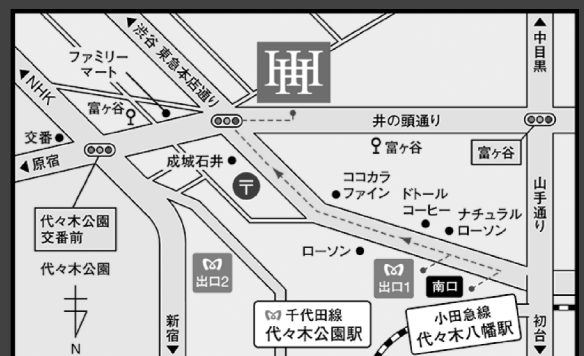 渋谷 東急本店通り
中目黒
ファミリー
マート
NHK
HH
富ヶ谷
井の頭通り
富ヶ谷
富ヶ谷
交番
原宿
成城石井
〒
ココカラ
ファイン
ドトール
コーヒー
ナチュラル
ローソン
山手通り
代々木公園
交番前
代々木公園
ローソン
出口2
出口1
南口
千代田線
代々木公園駅
小田急線
代々木八幡駅
新宿
初台
N